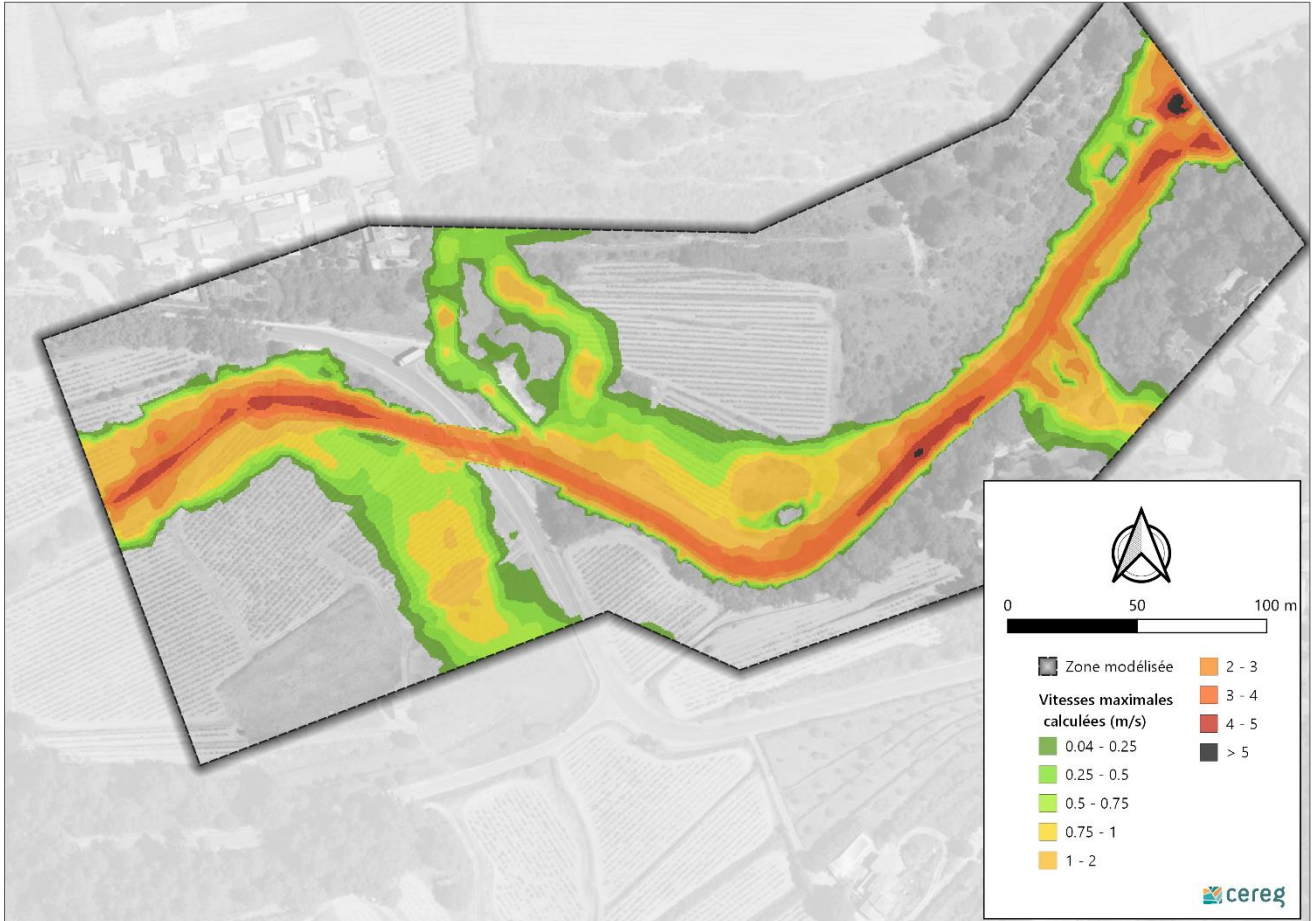 0 50 100 m
Zone modélisée
Vitesses maximales
calculées (m/s)
0.04 - 0.25
0.25 - 0.5
0.5 - 0.75
0.75 - 1
1 - 2
2 - 3
3 - 4
4 - 5
> 5
cereg